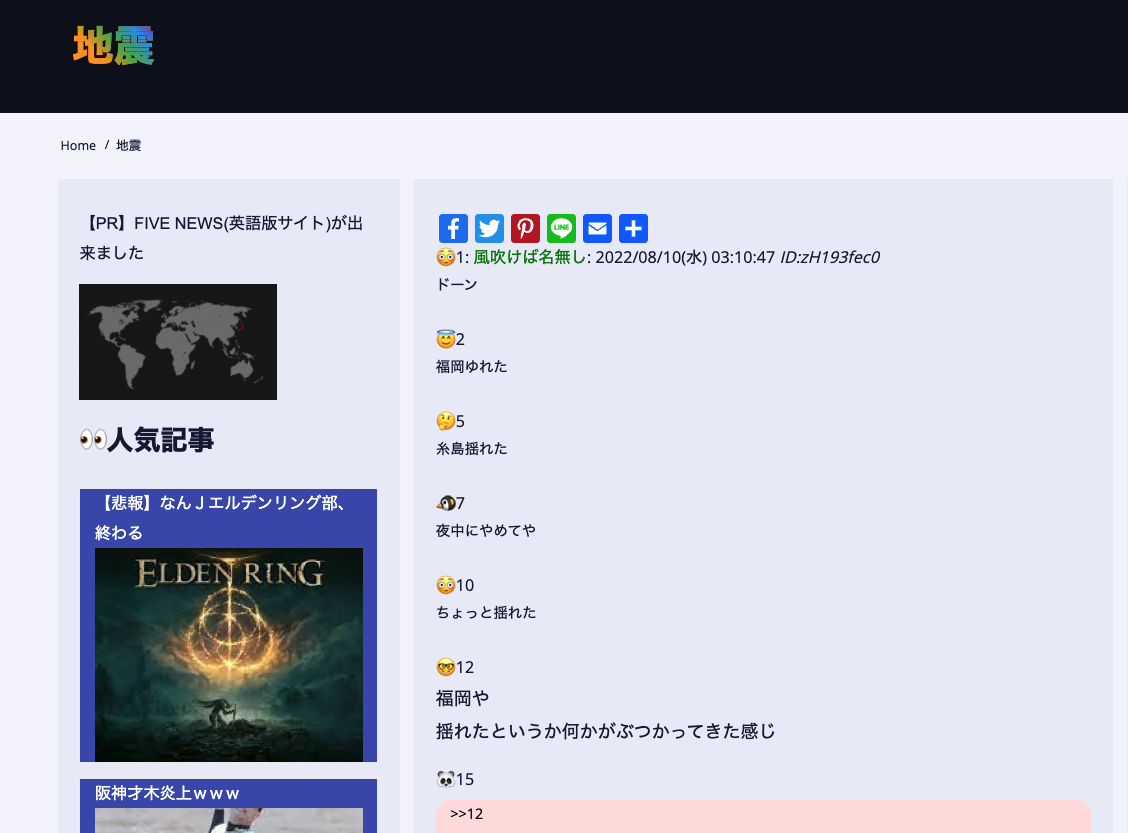 地震
Home / 地震
【PR】FIVE NEWS(英語版サイト)が出
来ました
👀人気記事
【悲報】なんＪエルデンリング部、
終わる
ELDEN RING
阪神才木炎上ｗｗｗ
😳1: 風吹けば名無し: 2022/08/10(水) 03:10:47 ID:zH193fec0
ドーン
😇2
福岡ゆれた
🤔5
糸島揺れた
🐧7
夜中にやめてや
😳10
ちょっと揺れた
🤓12
福岡や
揺れたというか何かがぶつかってきた感じ
🐼15
>>12